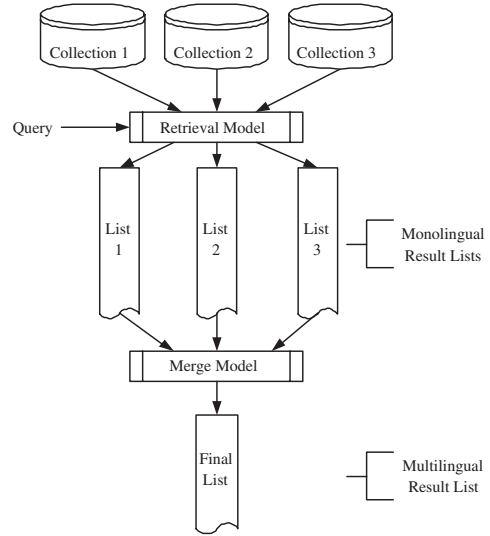 Collection 1
Collection 2
Collection 3
Query
Retrieval Model
List
1
List
2
List
3
Monolingual
Result Lists
Merge Model
Final
List
Multilingual
Result List